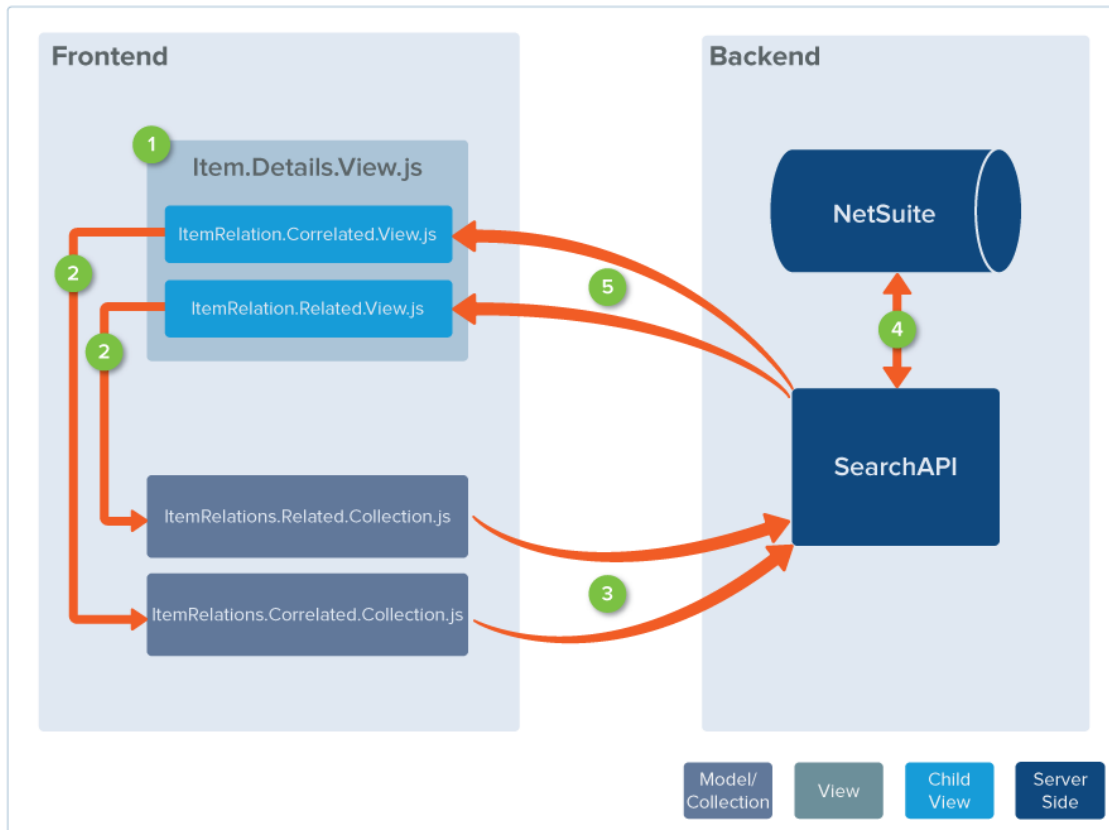 Frontend
Backend
1
Item.Details.View.js
ItemRelation.Correlated.View.js
ItemRelation.Related.View.js
2
2
5
NetSuite
4
SearchAPI
ItemRelations.Related.Collection.js
ItemRelations.Correlated.Collection.js
3
Model/
Collection
View
Child
View
Server
Side